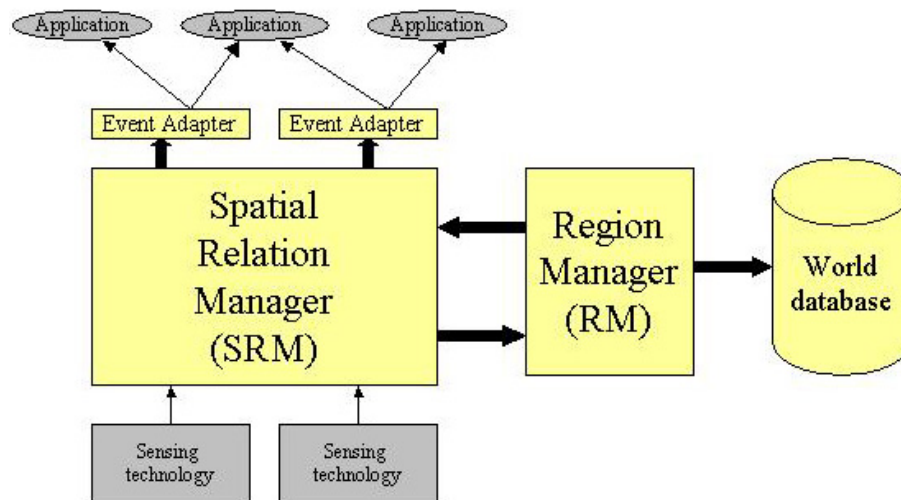 Application
Application
Application
Event Adapter
Event Adapter
Spatial
Relation
Manager
(SRM)
Region
Manager
(RM)
World
database
Sensing
technology
Sensing
technology